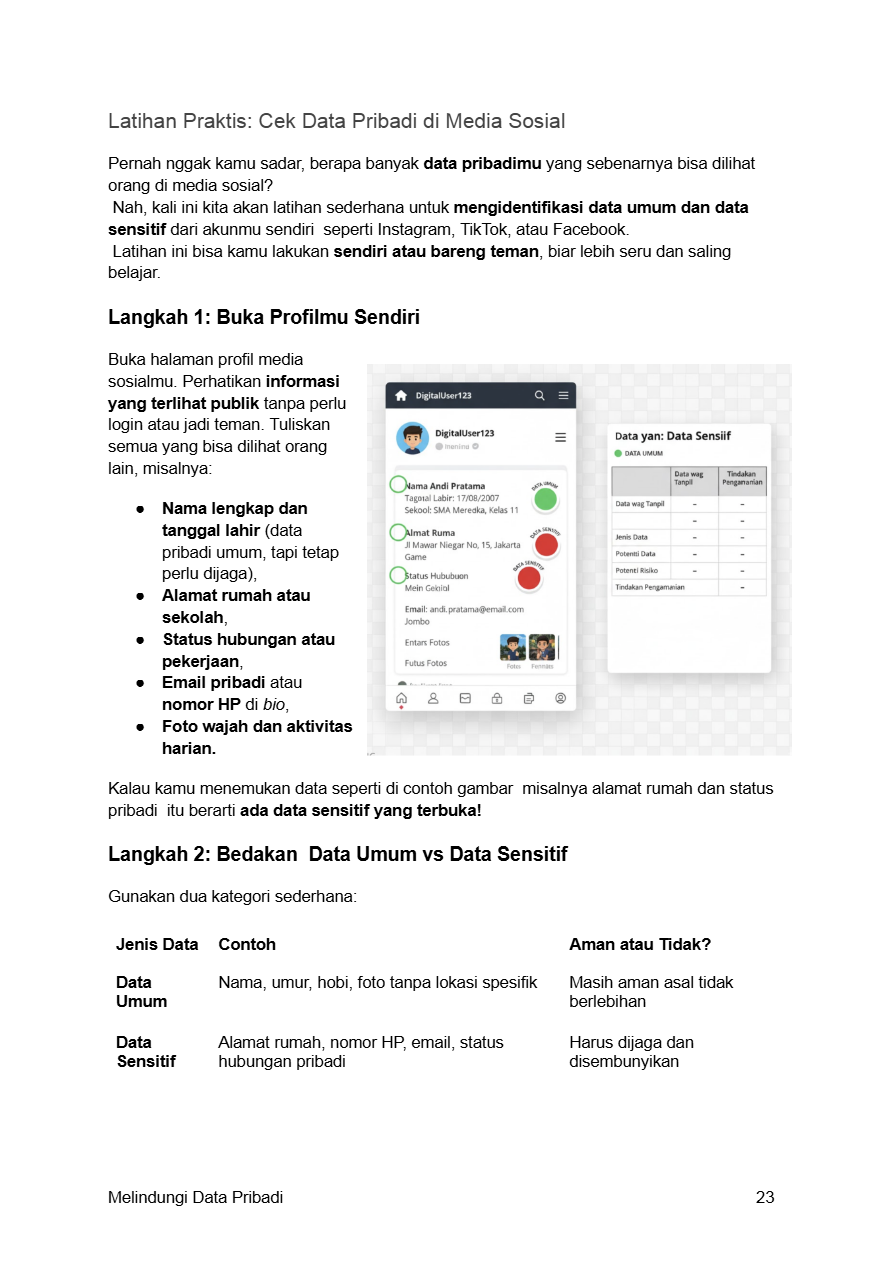 Latihan Praktis: Cek Data Pribadi di Media Sosial
Pernah nggak kamu sadar, berapa banyak data pribadimu yang sebenarnya bisa dilihat
orang di media sosial?
Nah, kali ini kita akan latihan sederhana untuk mengidentifikasi data umum dan data
sensitif dari akunmu sendiri  seperti Instagram, TikTok, atau Facebook.
Latihan ini bisa kamu lakukan sendiri atau bareng teman, biar lebih seru dan saling
belajar.
Langkah 1: Buka Profilmu Sendiri
Buka halaman profil media
sosialmu. Perhatikan informasi
yang terlihat publik tanpa perlu
login atau jadi teman. Tuliskan
semua yang bisa dilihat orang
lain, misalnya:
● Nama lengkap dan
tanggal lahir (data
pribadi umum, tapi tetap
perlu dijaga),
● Alamat rumah atau
sekolah,
● Status hubungan atau
pekerjaan,
● Email pribadi atau
nomor HP di bio,
● Foto wajah dan aktivitas
harian.
DigitalUser123
DigitalUser123
Nama Andi Pratama
Tagmal Labir: 17/08/2007
Sekool: SMA Meredka, Kelas 11
DATA UMUM
Almat Ruma
Jl Mawar Niegar No, 15, Jakarta
Game
DATA SENSITIF
Status Hububuon
Mein Gekital
DATA SENSITIF
Email: andi.pratama@email.com
Jombo
Entars Fotos
Futus Fotos
Fotos
Data yan: Data Sensiif
DATA UMUM
Data wag Tindakan
Tanpil Pengamanian
Data wag Tanpil – –
– –
Jenis Data – –
Potenti Data – –
Potenti Risiko – –
Tindakan Pengamanian –
Kalau kamu menemukan data seperti di contoh gambar  misalnya alamat rumah dan status
pribadi  itu berarti ada data sensitif yang terbuka!
Langkah 2: Bedakan  Data Umum vs Data Sensitif
Gunakan dua kategori sederhana:
Jenis Data Contoh Aman atau Tidak?
Data Nama, umur, hobi, foto tanpa lokasi spesifik Masih aman asal tidak
Umum berlebihan
Data Alamat rumah, nomor HP, email, status Harus dijaga dan
Sensitif hubungan pribadi disembunyikan
Melindungi Data Pribadi 23